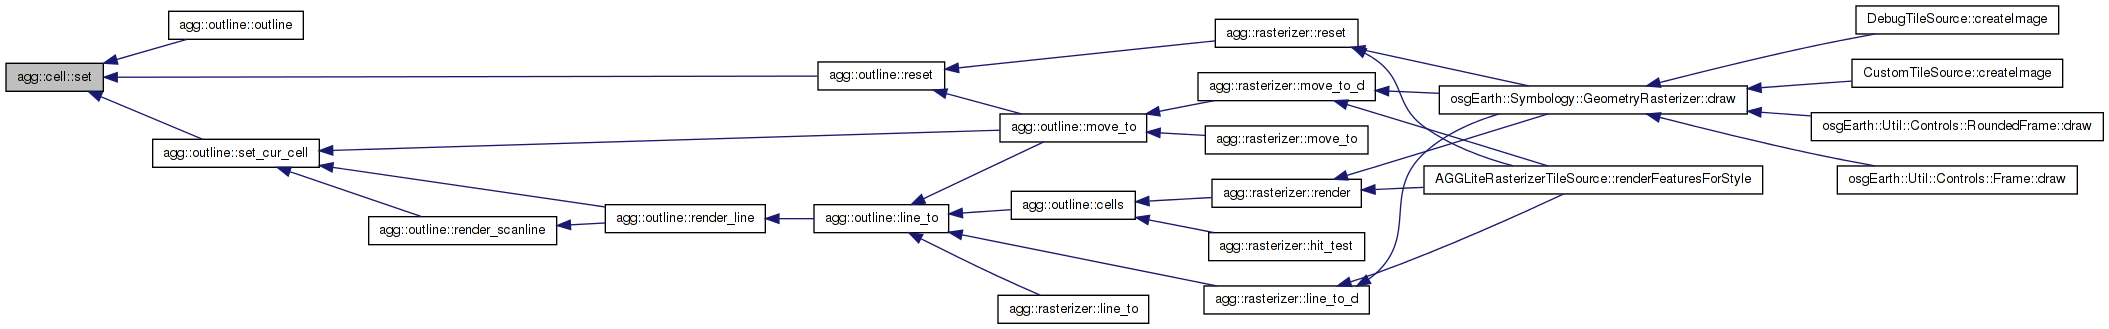 agg::cell::set
agg::outline::outline
agg::outline::reset
agg::outline::set_cur_cell
agg::outline::render_scanline
agg::outline::render_line
agg::outline::line_to
agg::outline::move_to
agg::outline::cells
agg::rasterizer::line_to
agg::rasterizer::reset
agg::rasterizer::move_to_d
agg::rasterizer::move_to
agg::rasterizer::render
agg::rasterizer::hit_test
agg::rasterizer::line_to_d
osgEarth::Symbology::GeometryRasterizer::draw
AGGLiteRasterizerTileSource::renderFeaturesForStyle
DebugTileSource::createImage
CustomTileSource::createImage
osgEarth::Util::Controls::RoundedFrame::draw
osgEarth::Util::Controls::Frame::draw